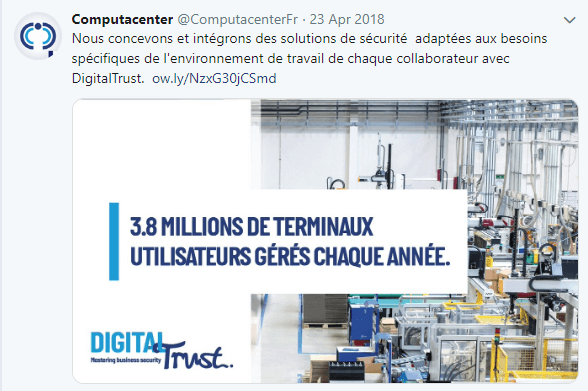 Computacenter @ComputacenterFr · 23 Apr 2018
Nous concevons et intégrons des solutions de sécurité adaptées aux besoins
spécifiques de l'environnement de travail de chaque collaborateur avec
DigitalTrust. ow.ly/NzxG30jCSmd
3.8 MILLIONS DE TERMINAUX
UTILISATEURS GÉRÉS CHAQUE ANNÉE.
DIGITAL
Mastering business security
Trust..